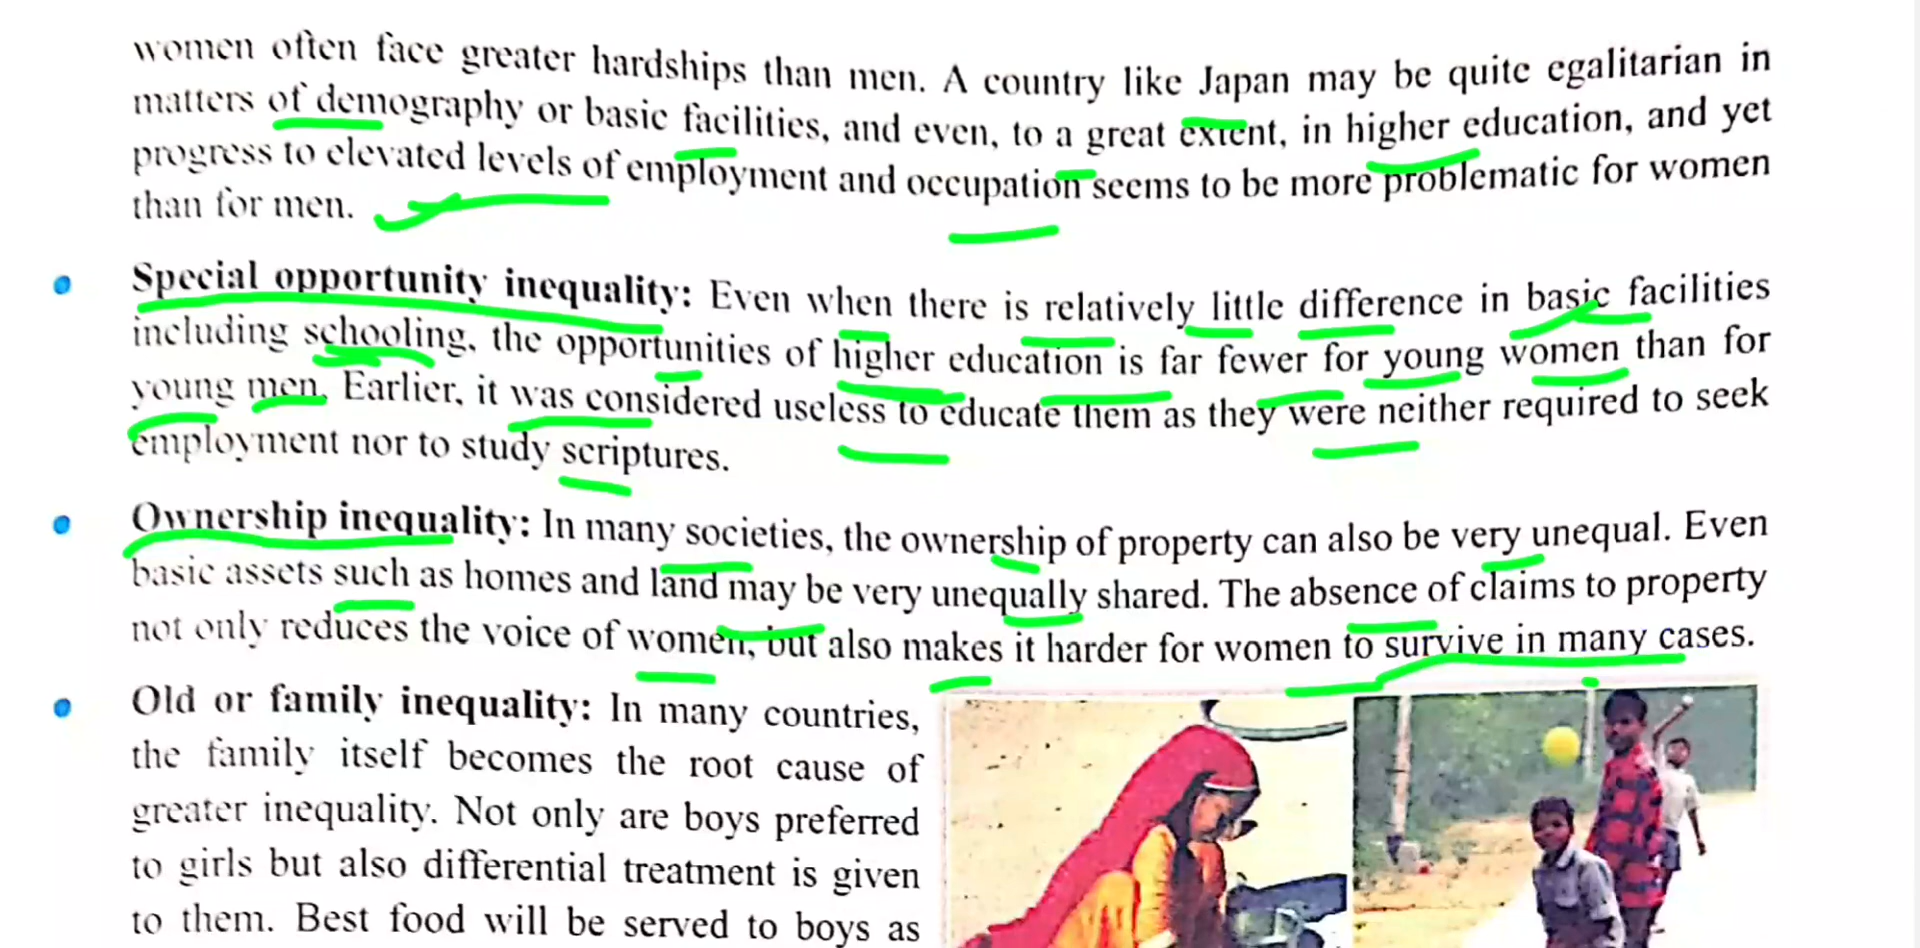 women often face greater hardships than men. A country like Japan may be quite egalitarian in
matters of demography or basic facilities, and even, to a great extent, in higher education, and yet
progress to elevated levels of employment and occupation seems to be more problematic for women
than for men.
Special opportunity inequality: Even when there is relatively little difference in basic facilities
including schooling, the opportunities of higher education is far fewer for young women than for
young men. Earlier, it was considered useless to educate them as they were neither required to seek
employment nor to study scriptures.
Ownership inequality: In many societies, the ownership of property can also be very unequal. Even
basic assets such as homes and land may be very unequally shared. The absence of claims to property
not only reduces the voice of women, but also makes it harder for women to survive in many cases.
Old or family inequality: In many countries,
the family itself becomes the root cause of
greater inequality. Not only are boys preferred
to girls but also differential treatment is given
to them. Best food will be served to boys as